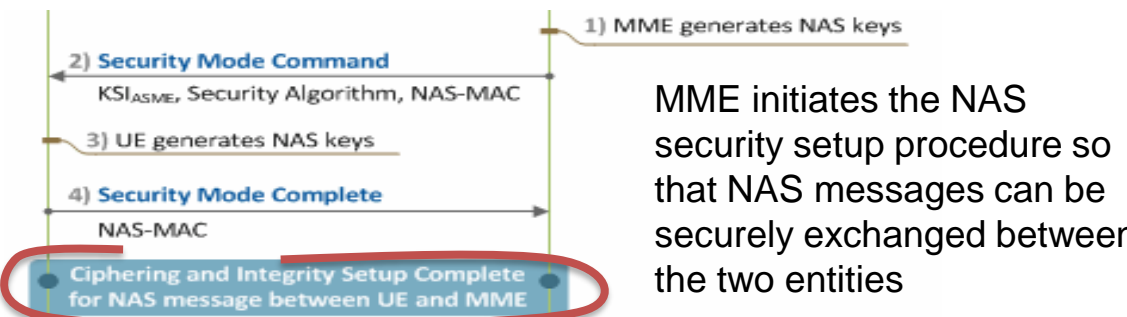 1) MME generates NAS keys
2) Security Mode Command
KSIASME, Security Algorithm, NAS-MAC
3) UE generates NAS keys
4) Security Mode Complete
NAS-MAC
Ciphering and Integrity Setup Complete
for NAS message between UE and MME
MME initiates the NAS
security setup procedure so
that NAS messages can be
securely exchanged between
the two entities